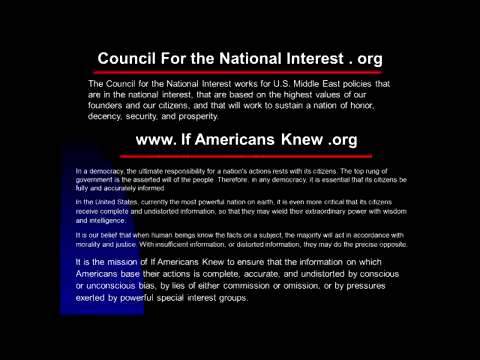 Council For the National Interest . org
The Council for the National Interest works for U.S. Middle East policies that
are in the national interest, that are based on the highest values of our
founders and our citizens, and that will work to sustain a nation of honor,
decency, security, and prosperity.
www. If Americans Knew .org
In a democracy, the ultimate responsibility for a nation's actions rests with its citizens. The top rung of
government is the asserted will of the people. Therefore, in any democracy, it is essential that its citizens be
fully and accurately informed
In the United States, currently the most powerful nation on earth, it is even more critical that its citizens
receive complete and undistorted information, so that they may wield their extraordinary power with wisdom
and intelligence.
It is our belief that when human beings know the facts on a subject, the majority will act in accordance with
morality and justice. With insufficient information, or distorted information, they may do the precise opposite.
It is the mission of If Americans Knew to ensure that the information on which
Americans base their actions is complete, accurate, and undistorted by conscious
or unconscious bias, by lies of either commission or omission, or by pressures
exerted by powerful special interest groups.